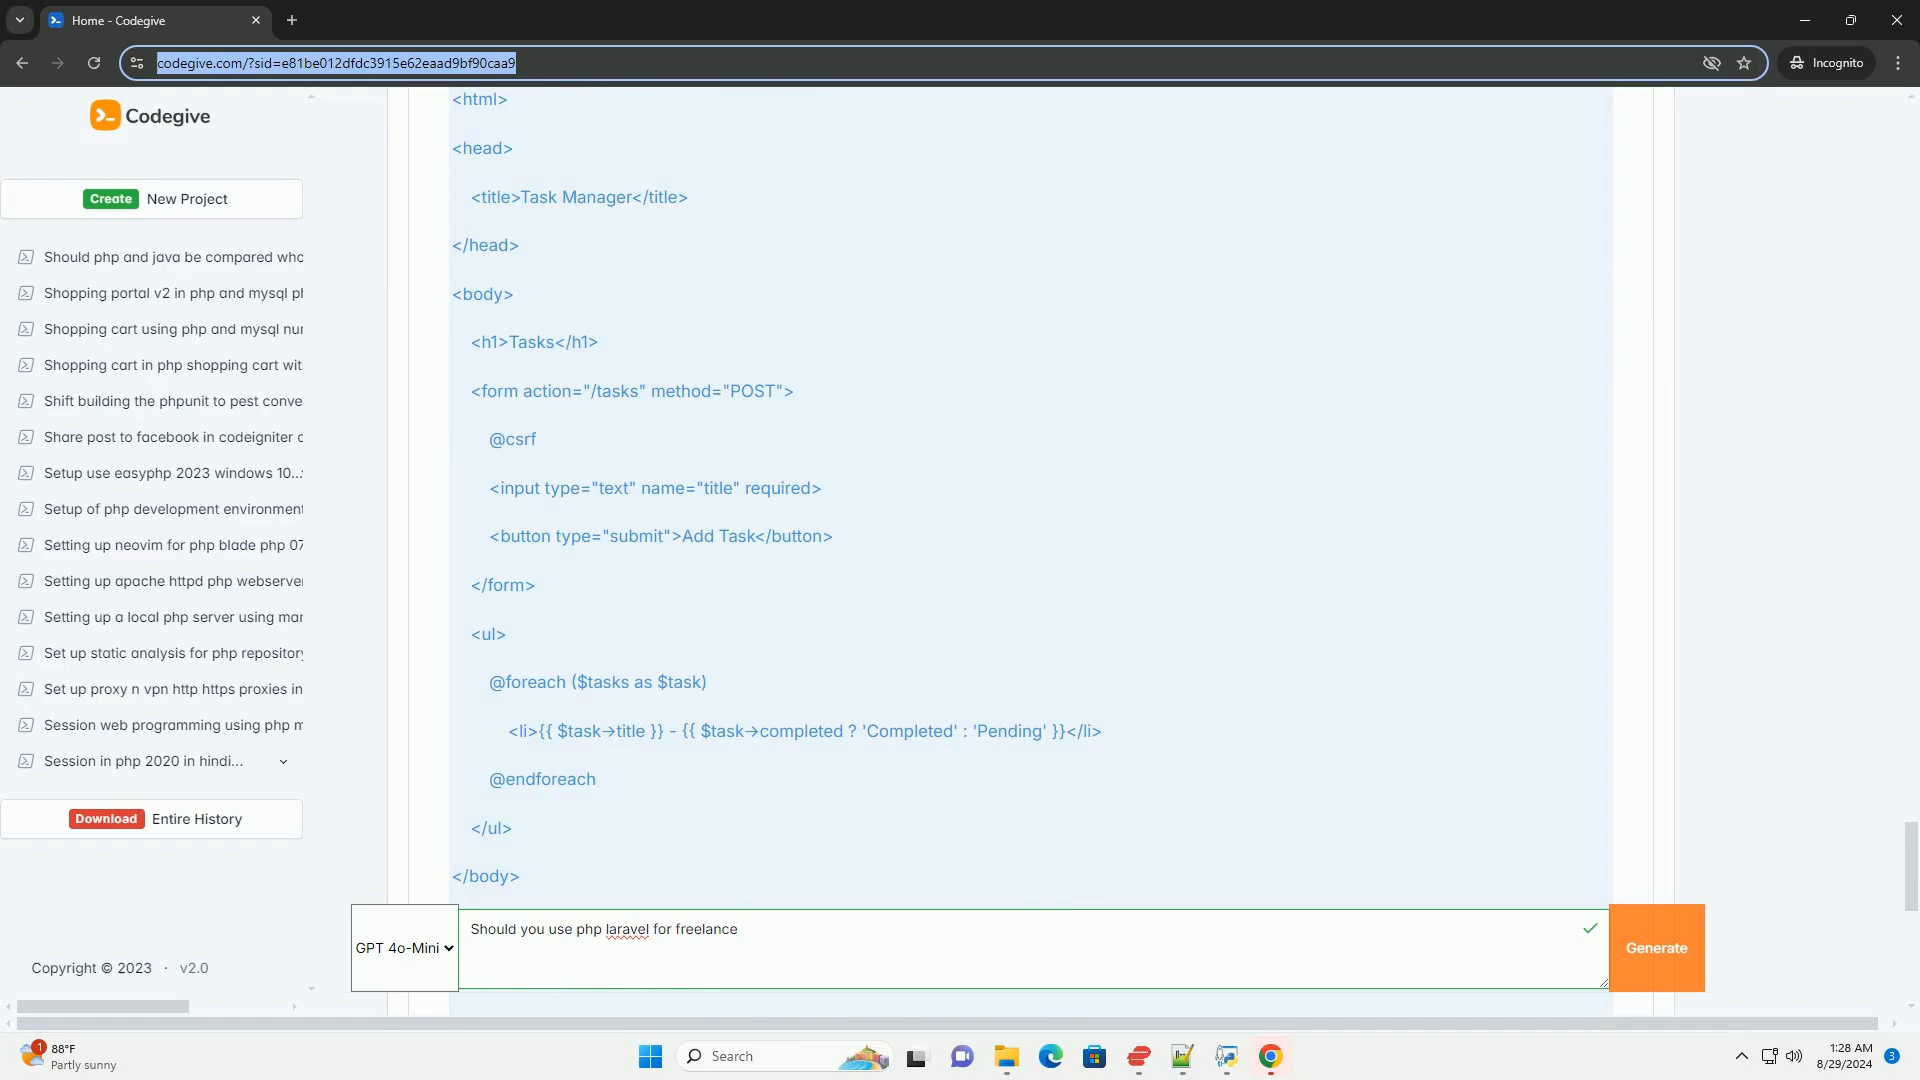 Home - Codegive
codegive.com/?sid=e81be012dfdc3915e62eaad9bf90caa9
Incognito
Codegive
Create New Project
Should php and java be compared who
Shopping portal v2 in php and mysql ph
Shopping cart using php and mysql nur
Shopping cart in php shopping cart wit
Shift building the phpunit to pest conve
Share post to facebook in codeigniter c
Setup use easyphp 2023 windows 10...
Setup of php development environment
Setting up neovim for php blade php 07
Setting up apache httpd php webserver
Setting up a local php server using mar
Set up static analysis for php repository
Set up proxy n vpn http https proxies in
Session web programming using php m
Session in php 2020 in hindi...
Download Entire History
Copyright © 2023 · v2.0
<html>
<head>
<title>Task Manager</title>
</head>
<body>
<h1>Tasks</h1>
<form action="/tasks" method="POST">
@csrf
<input type="text" name="title" required>
<button type="submit">Add Task</button>
</form>
<ul>
@foreach ($tasks as $task)
<li>{{ $task->title }} - {{ $task->completed ? 'Completed' : 'Pending' }}</li>
@endforeach
</ul>
</body>
GPT 4o-Mini
Should you use php laravel for freelance
Generate
1
88°F
Partly sunny
Search
1:28 AM
8/29/2024
3